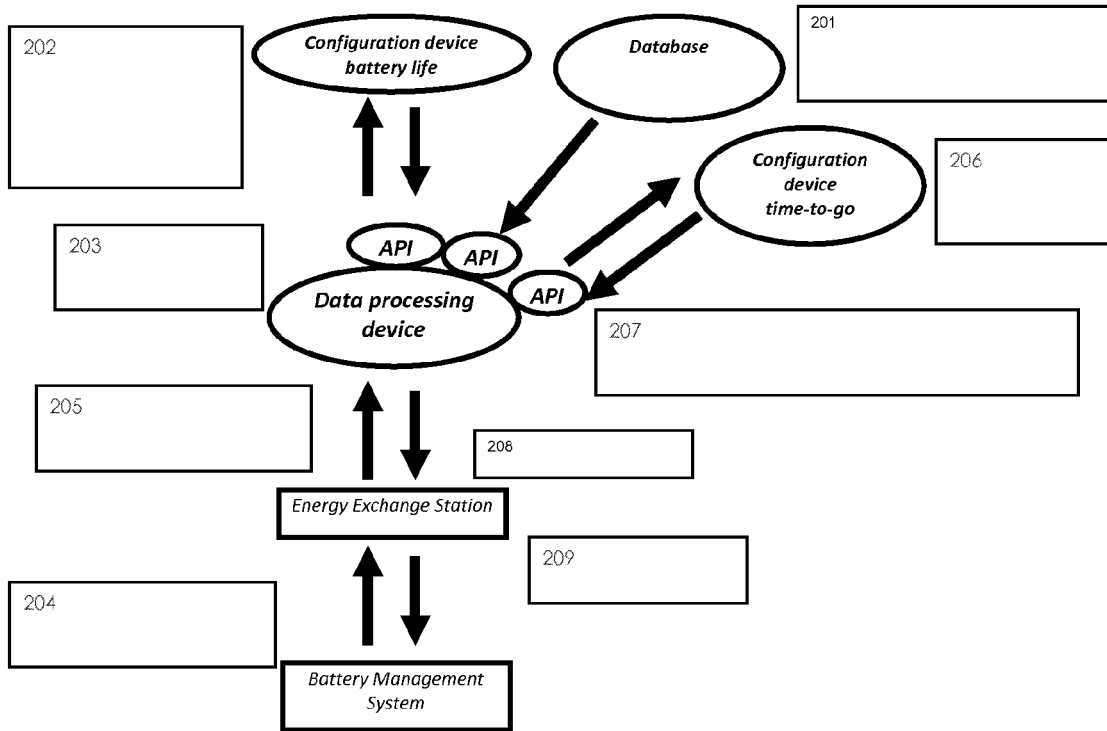 202
Configuration device
battery life
Database
201
Configuration
device
time-to-go
206
203
API
API
API
Data processing
device
207
205
208
Energy Exchange Station
209
204
Battery Management
System